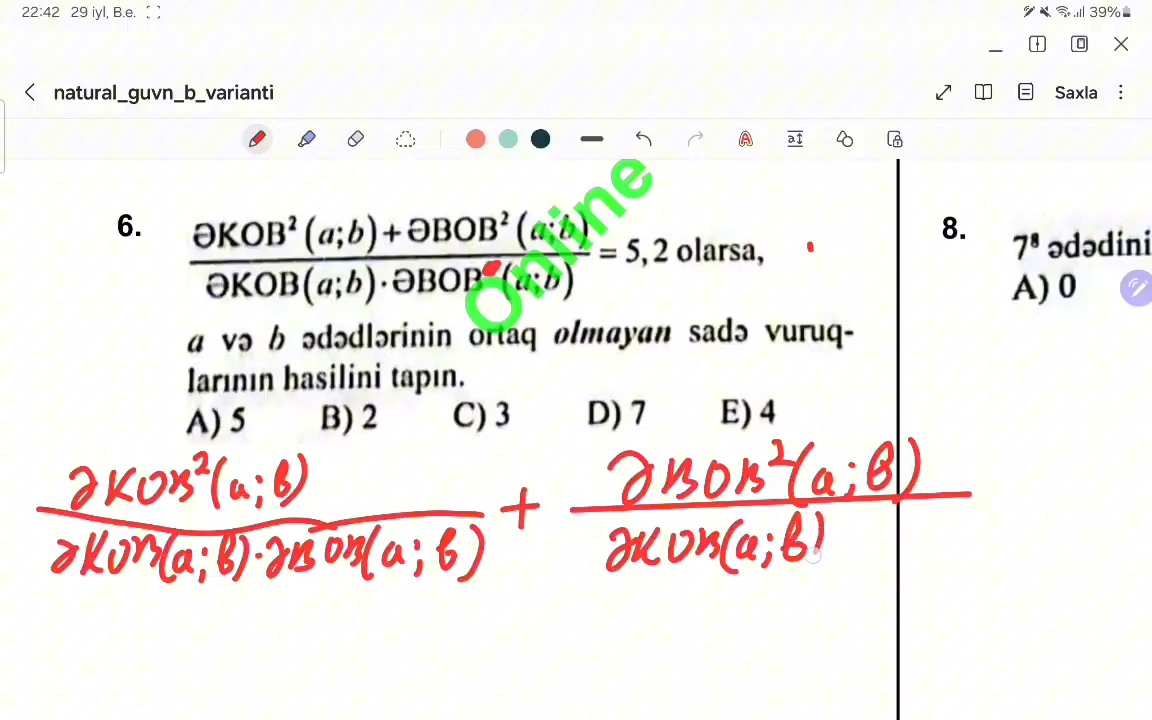 22:42 29 iyl, B.e. 39%
natural_guvn_b_varianti Saxla
6.
ƏKOB² (a;b)+ƏBOB² (a;b)
ƏKOB(a;b)·ƏBOB (a;b)
= 5,2 olarsa,
a və b ədədlərinin ortaq olmayan sadə vuruq-
larının hasilini tapın.
A) 5 B) 2 C) 3 D) 7 E) 4
Online
8.
7⁸ ədədini
A) 0
əKOB²(a;b)
əKOB(a;b)·əBOB(a;b)
+
əBOB²(a;b)
əKOB(a;b)